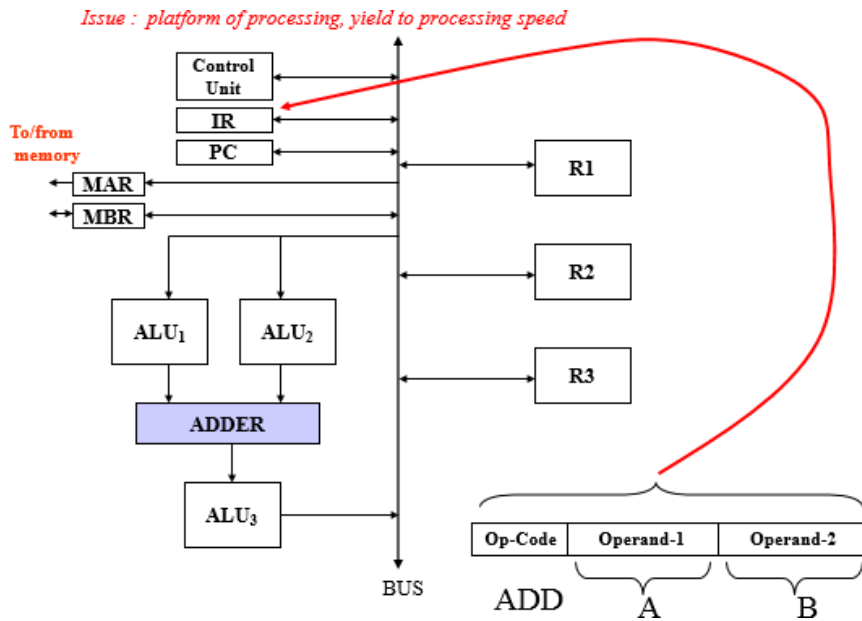 Issue : platform of processing, yield to processing speed
Control
Unit
IR
To/from
memory
PC
MAR
MBR
R1
R2
R3
ALU1
ALU2
ADDER
ALU3
BUS
Op-Code
Operand-1
Operand-2
ADD
A
B